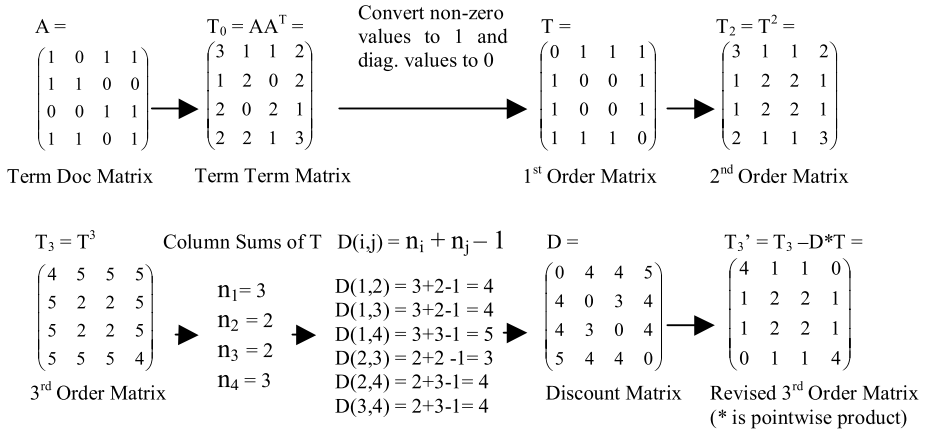 A =
1 0 1 1
1 1 0 0
0 0 1 1
1 1 0 1
Term Doc Matrix
T₀ = AAᵀ =
3 1 1 2
1 2 0 2
2 0 2 1
2 2 1 3
Term Term Matrix
Convert non-zero
values to 1 and
diag. values to 0
T =
0 1 1 1
1 0 0 1
1 0 0 1
1 1 1 0
1ˢᵗ Order Matrix
T₂ = T² =
3 1 1 2
1 2 2 1
1 2 2 1
2 1 1 3
2ⁿᵈ Order Matrix
T₃ = T³
4 5 5 5
5 2 2 5
5 2 2 5
5 5 5 4
3ʳᵈ Order Matrix
Column Sums of T
n₁= 3
n₂ = 2
n₃ = 2
n₄ = 3
D(i,j) = nᵢ + nⱼ – 1
D(1,2) = 3+2-1 = 4
D(1,3) = 3+2-1 = 4
D(1,4) = 3+3-1 = 5
D(2,3) = 2+2 -1= 3
D(2,4) = 2+3-1= 4
D(3,4) = 2+3-1= 4
D =
0 4 4 5
4 0 3 4
4 3 0 4
5 4 4 0
Discount Matrix
T₃’ = T₃ –D*T =
4 1 1 0
1 2 2 1
1 2 2 1
0 1 1 4
Revised 3ʳᵈ Order Matrix
(* is pointwise product)